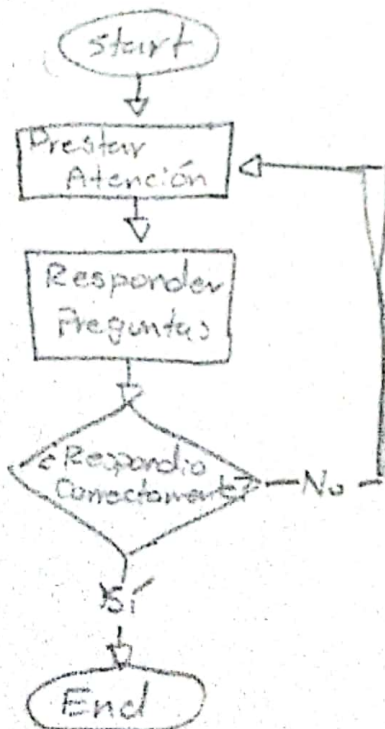 start
Prestar
Atención
Responder
Preguntas
¿Respondio
Correctamente?
No
Sí
End